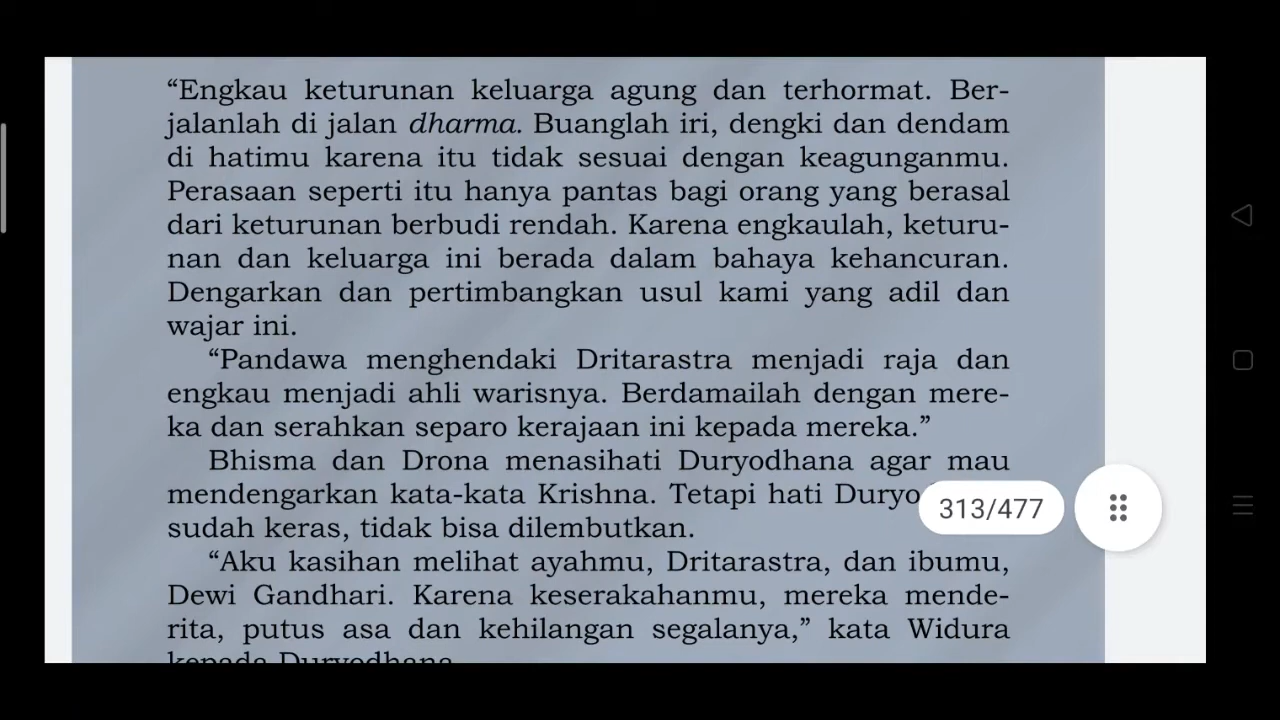 “Engkau keturunan keluarga agung dan terhormat. Ber-
jalanlah di jalan dharma. Buanglah iri, dengki dan dendam
di hatimu karena itu tidak sesuai dengan keagunganmu.
Perasaan seperti itu hanya pantas bagi orang yang berasal
dari keturunan berbudi rendah. Karena engkaulah, keturu-
nan dan keluarga ini berada dalam bahaya kehancuran.
Dengarkan dan pertimbangkan usul kami yang adil dan
wajar ini.
“Pandawa menghendaki Dritarastra menjadi raja dan
engkau menjadi ahli warisnya. Berdamailah dengan mere-
ka dan serahkan separo kerajaan ini kepada mereka.”
Bhisma dan Drona menasihati Duryodhana agar mau
mendengarkan kata-kata Krishna. Tetapi hati Duryo
313/477
sudah keras, tidak bisa dilembutkan.
“Aku kasihan melihat ayahmu, Dritarastra, dan ibumu,
Dewi Gandhari. Karena keserakahanmu, mereka mende-
rita, putus asa dan kehilangan segalanya,” kata Widura
kepada Duryodhana.